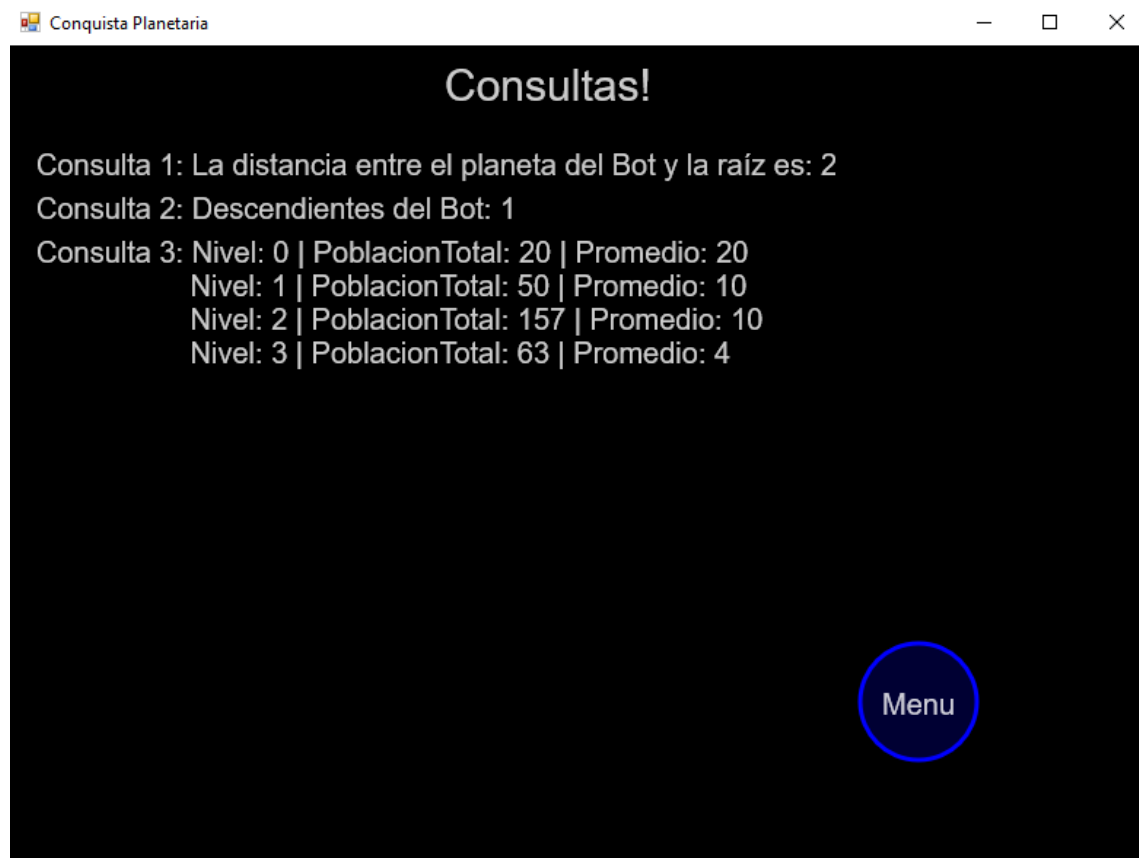 Conquista Planetaria
Consultas!
Consulta 1: La distancia entre el planeta del Bot y la raíz es: 2
Consulta 2: Descendientes del Bot: 1
Consulta 3: Nivel: 0 | PoblacionTotal: 20 | Promedio: 20
Nivel: 1 | PoblacionTotal: 50 | Promedio: 10
Nivel: 2 | PoblacionTotal: 157 | Promedio: 10
Nivel: 3 | PoblacionTotal: 63 | Promedio: 4
Menu